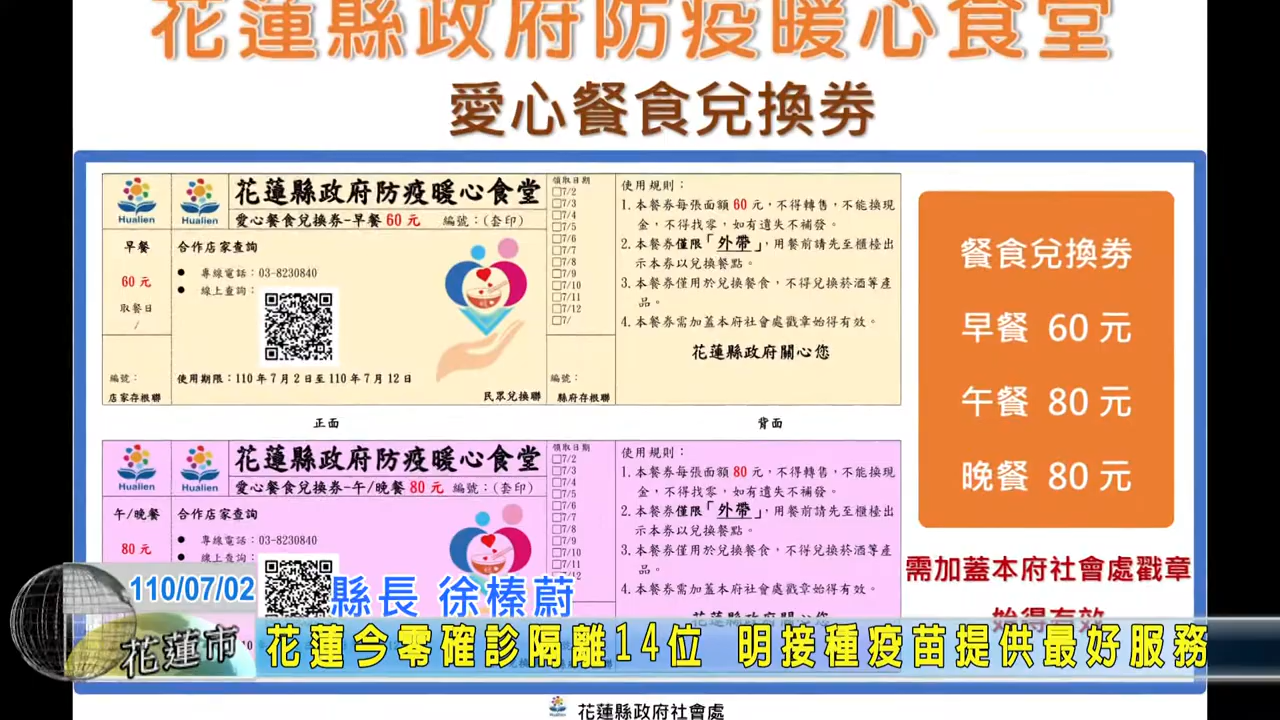 花蓮縣政府防疫暖心食堂
愛心餐食兌換劵
Hualien
Hualien
花蓮縣政府防疫暖心食堂
愛心餐食兌換券-早餐 60 元 編號:(套印)
早餐
60 元
取餐日
/
編號:
店家存根聯
合作店家查詢
● 專線電話:03-8230840
● 線上查詢:
使用期限:110 年 7 月 2 日至 110 年 7 月 12 日
民眾兌換聯
領取日期
□7/2
□7/3
□7/4
□7/5
□7/6
□7/7
□7/8
□7/9
□7/10
□7/11
□7/12
□7/
編號:
縣府存根聯
使用規則:
1.本餐券每張面額 60 元,不得轉售,不能換現
金,不得找零,如有遺失不補發。
2.本餐券僅限「外帶」,用餐前請先至櫃檯出
示本券以兌換餐點。
3.本餐券僅用於兌換餐食,不得兌換菸酒等產
品。
4.本餐券需加蓋本府社會處戳章始得有效。
花蓮縣政府關心您
正面
背面
Hualien
Hualien
花蓮縣政府防疫暖心食堂
愛心餐食兌換券-午/晚餐 80 元 編號:(套印)
午/晚餐
80 元
合作店家查詢
● 專線電話:03-8230840
● 線上查詢:
領取日期
□7/2
□7/3
□7/4
□7/5
□7/6
□7/7
□7/8
□7/9
□7/10
□7/11
□7/12
使用規則:
1.本餐券每張面額 80 元,不得轉售,不能換現
金,不得找零,如有遺失不補發。
2.本餐券僅限「外帶」,用餐前請先至櫃檯出
示本券以兌換餐點。
3.本餐券僅用於兌換餐食,不得兌換菸酒等產
品。
4.本餐券需加蓋本府社會處戳章始得有效。
花蓮縣政府關心您
餐食兌換劵
早餐 60 元
午餐 80 元
晚餐 80 元
需加蓋本府社會處戳章
始得有效
110/07/02
縣長 徐榛蔚
花蓮市
花蓮今零確診隔離14位 明接種疫苗提供最好服務
Hualien
花蓮縣政府社會處